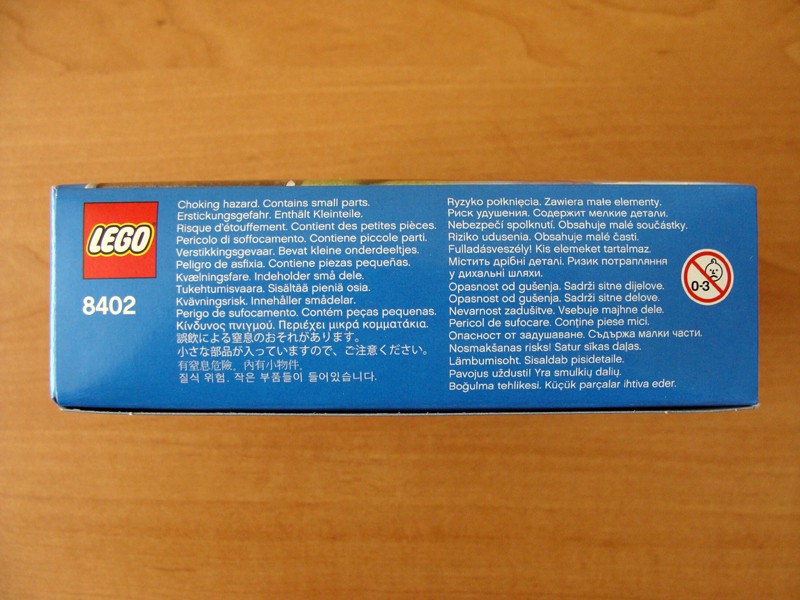 LEGO
8402
Choking hazard. Contains small parts.
Erstickungsgefahr. Enthält Kleinteile.
Risque d'étouffement. Contient des petites pièces.
Pericolo di soffocamento. Contiene piccole parti.
Verstikkingsgevaar. Bevat kleine onderdeeltjes.
Peligro de asfixia. Contiene piezas pequeñas.
Kvælningsfare. Indeholder små dele.
Tukehtumisvaara. Sisältää pieniä osia.
Kvävningsrisk. Innehåller smådelar.
Perigo de sufocamento. Contém peças pequenas.
Κίνδυνος πνιγμού. Περιέχει μικρά κομματάκια.
誤飲による窒息のおそれがあります。
小さな部品が入っていますので、ご注意ください。
有窒息危險，內有小物件.
질식 위험. 작은 부품들이 들어있습니다.
Ryzyko połknięcia. Zawiera małe elementy.
Риск удушения. Содержит мелкие детали.
Nebezpečí spolknutí. Obsahuje malé součástky.
Riziko udusenia. Obsahuje malé časti.
Fulladásveszély! Kis elemeket tartalmaz.
Містить дрібні деталі. Ризик потрапляння
у дихальні шляхи.
Opasnost od gušenja. Sadrži sitne dijelove.
Opasnost od gušenja. Sadrži sitne delove.
Nevarnost zadušitve. Vsebuje majhne dele.
Pericol de sufocare. Conţine piese mici.
Опасност от задушаване. Съдържа малки части.
Nosmakšanas risks! Satur sīkas daļas.
Lämbumisoht. Sisaldab pisidetaile.
Pavojus uždusti! Yra smulkių dalių.
Boğulma tehlikesi. Küçük parçalar ihtiva eder.
0-3